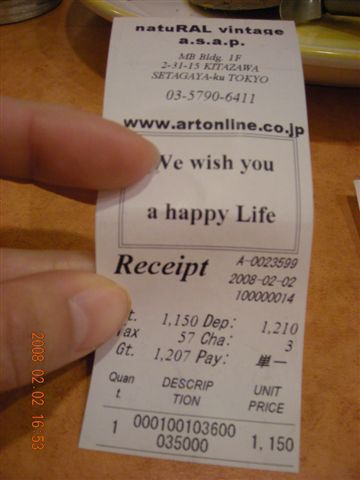 natuRAL vintage
a.s.a.p.
MB Bldg. 1F
2-31-15 KITAZAWA
SETAGAYA-ku TOKYO
03-5790-6411
www.artonline.co.jp
We wish you
a happy Life
Receipt
A-0023599
2008-02-02
100000014
t. 1,150 Dep: 1,210
Tax 57 Cha: 3
Gt. 1,207 Pay: 単一
Quan
t.
DESCRIP
TION
UNIT
PRICE
1 000100103600
035000 1,150
2008.02.02 16:53